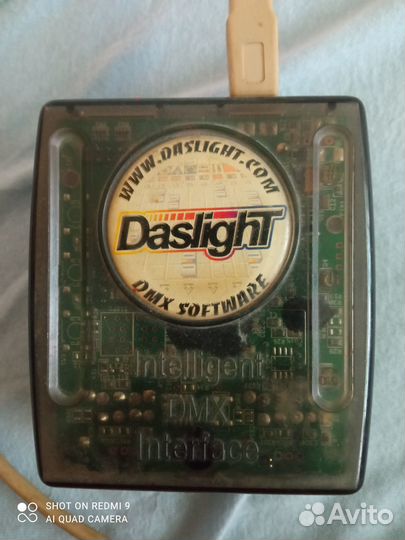 WWW.DASLIGHT.COM
DaslighT
DMX SOFTWARE
Intelligent
DMX
Interface
SHOT ON REDMI 9
AI QUAD CAMERA
Avito